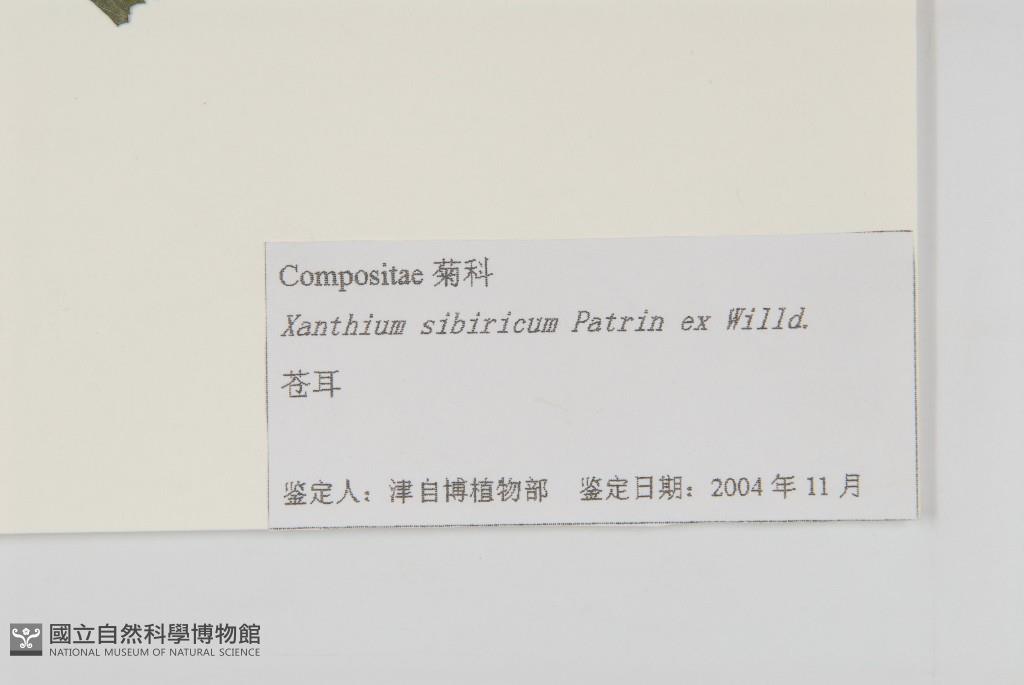 Compositae 菊科
Xanthium sibiricum Patrin ex Willd.
苍耳
鉴定人：津自博植物部 鉴定日期：2004 年 11 月
國立自然科學博物館
NATIONAL MUSEUM OF NATURAL SCIENCE